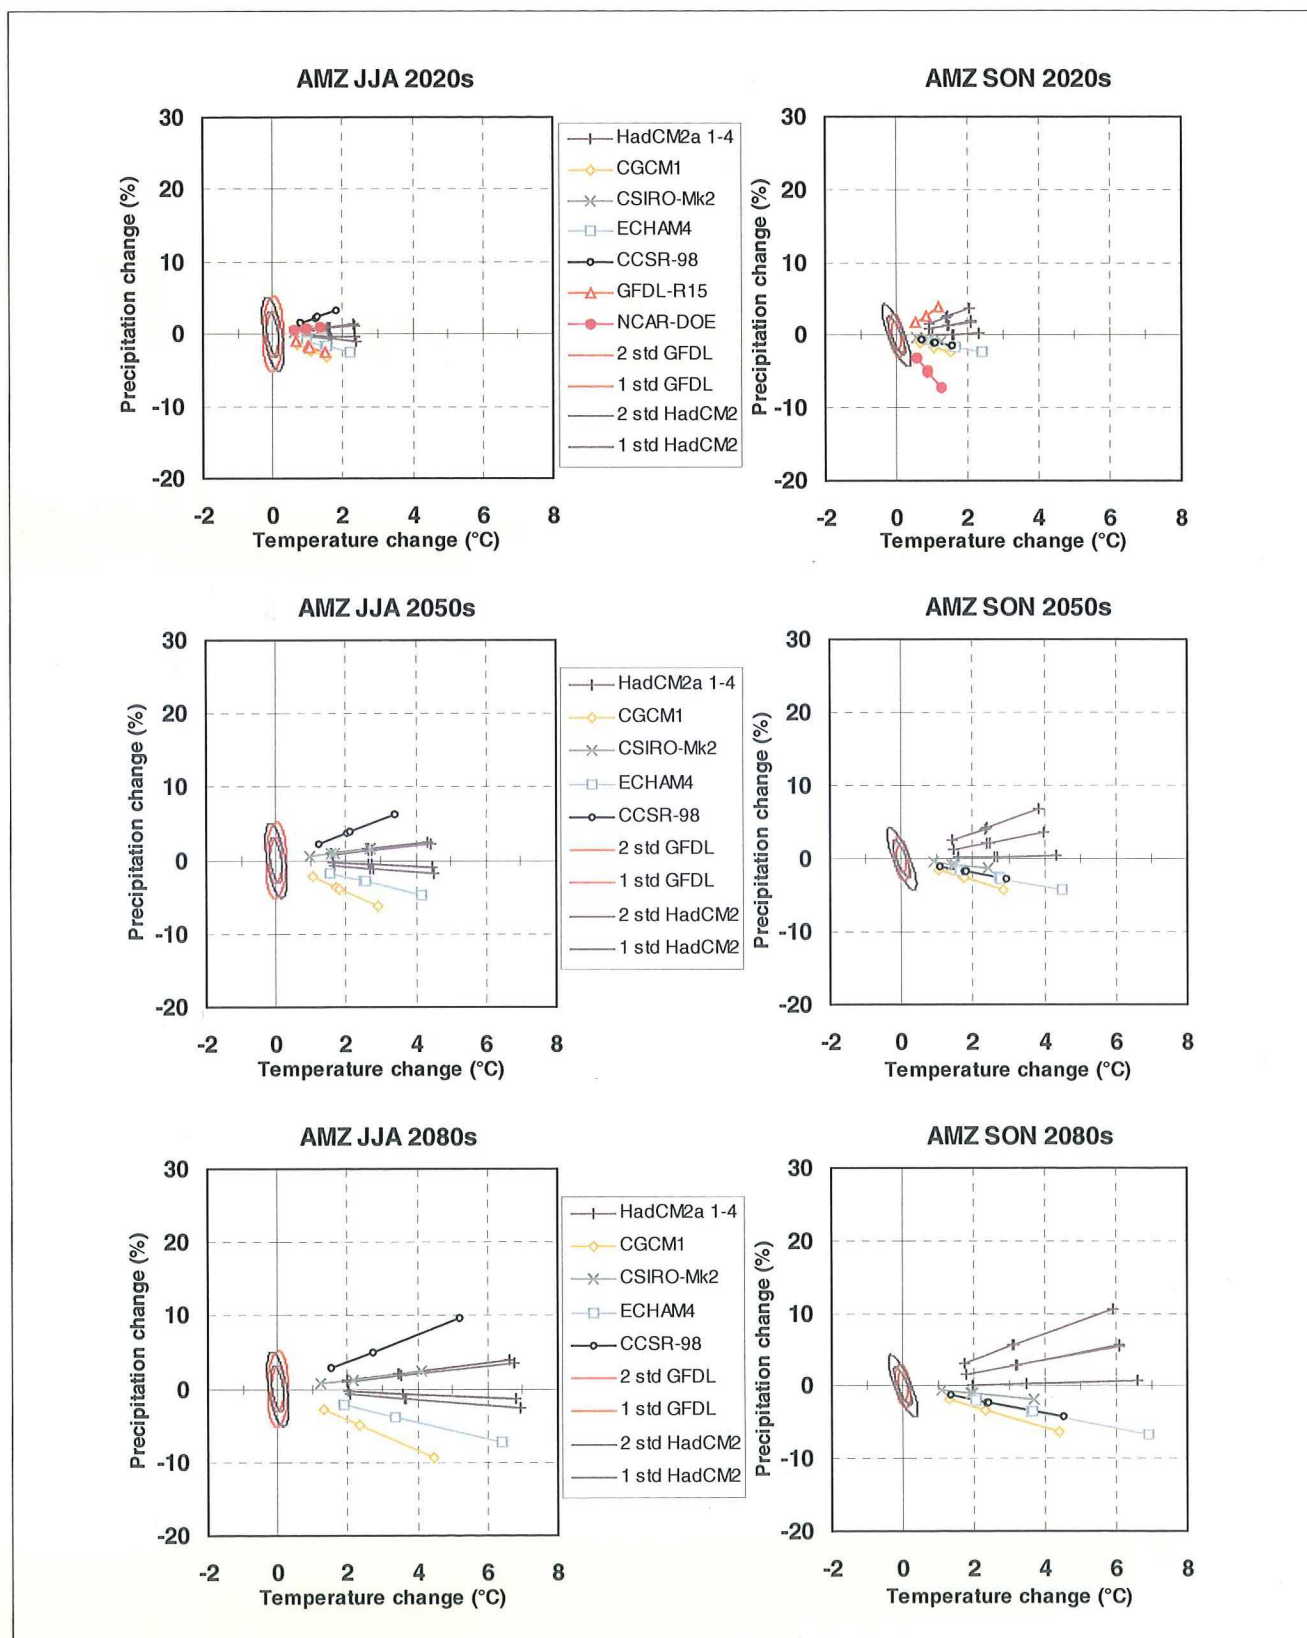 AMZ JJA 2020s
30
20
10
0
-10
-20
-2 0 2 4 6 8
Precipitation change (%)
Temperature change (°C)
HadCM2a 1-4
CGCM1
CSIRO-Mk2
ECHAM4
CCSR-98
GFDL-R15
NCAR-DOE
2 std GFDL
1 std GFDL
2 std HadCM2
1 std HadCM2
AMZ SON 2020s
30
20
10
0
-10
-20
-2 0 2 4 6 8
Precipitation change (%)
Temperature change (°C)
AMZ JJA 2050s
30
20
10
0
-10
-20
-2 0 2 4 6 8
Precipitation change (%)
Temperature change (°C)
HadCM2a 1-4
CGCM1
CSIRO-Mk2
ECHAM4
CCSR-98
2 std GFDL
1 std GFDL
2 std HadCM2
1 std HadCM2
AMZ SON 2050s
30
20
10
0
-10
-20
-2 0 2 4 6 8
Precipitation change (%)
Temperature change (°C)
AMZ JJA 2080s
30
20
10
0
-10
-20
-2 0 2 4 6 8
Precipitation change (%)
Temperature change (°C)
HadCM2a 1-4
CGCM1
CSIRO-Mk2
ECHAM4
CCSR-98
2 std GFDL
1 std GFDL
2 std HadCM2
1 std HadCM2
AMZ SON 2080s
30
20
10
0
-10
-20
-2 0 2 4 6 8
Precipitation change (%)
Temperature change (°C)